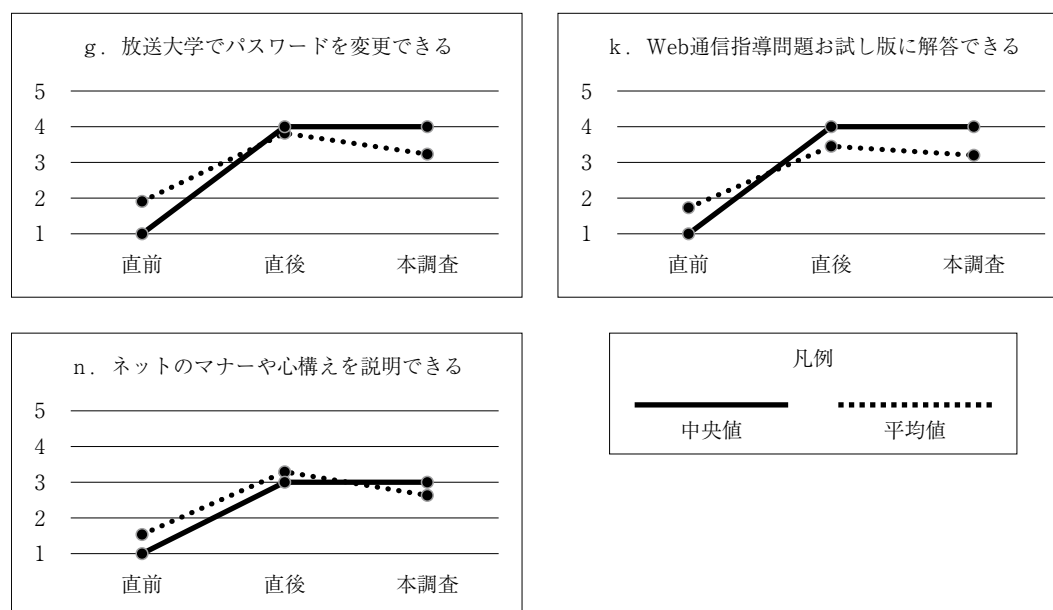 g. 放送大学でパスワードを変更できる
5
4
3
2
1
直前 直後 本調査
k. Web通信指導問題お試し版に解答できる
5
4
3
2
1
直前 直後 本調査
n. ネットのマナーや心構えを説明できる
5
4
3
2
1
直前 直後 本調査
凡例
中央値 平均値